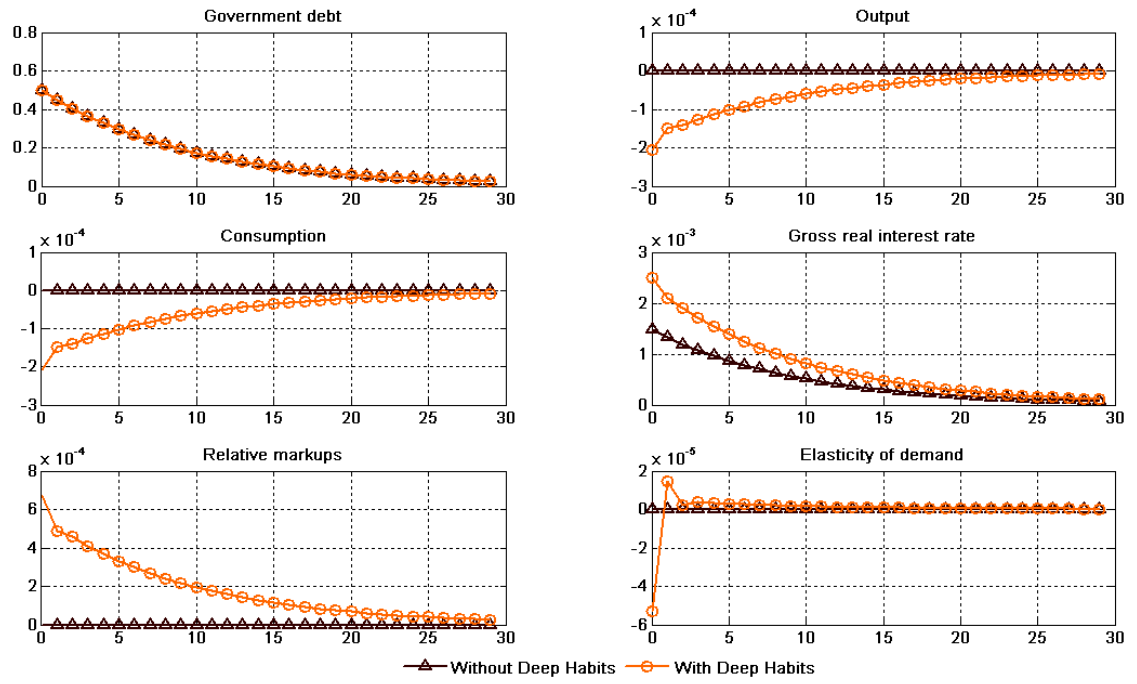 Government debt
0.8
0.6
0.4
0.2
0
0 5 10 15 20 25 30
Output
× 10⁻⁴
1
0
-1
-2
-3
0 5 10 15 20 25 30
Consumption
× 10⁻⁴
1
0
-1
-2
-3
0 5 10 15 20 25 30
Gross real interest rate
× 10⁻³
3
2
1
0
0 5 10 15 20 25 30
Relative markups
× 10⁻⁴
8
6
4
2
0
0 5 10 15 20 25 30
Elasticity of demand
× 10⁻⁵
2
0
-2
-4
-6
0 5 10 15 20 25 30
Without Deep Habits With Deep Habits